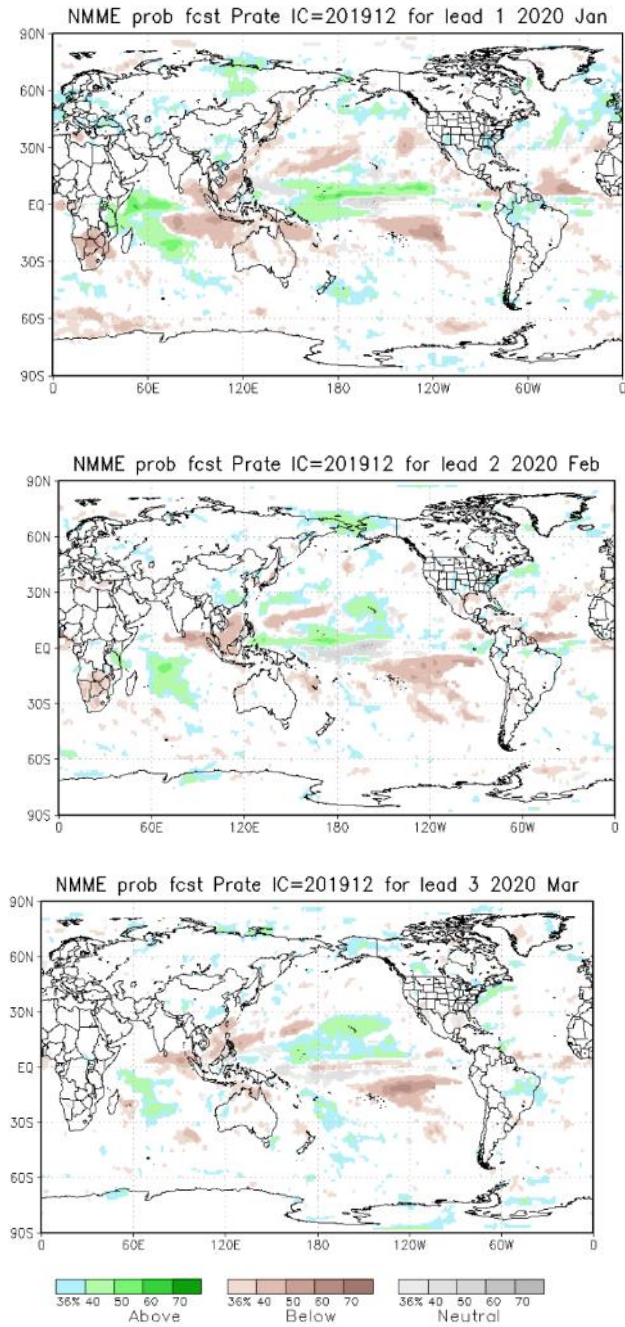 NMME prob fcst Prate IC=201912 for lead 1 2020 Jan
90N
60N
30N
EQ
30S
60S
90S
0 60E 120E 180 120W 60W 0
NMME prob fcst Prate IC=201912 for lead 2 2020 Feb
90N
60N
30N
EQ
30S
60S
90S
0 60E 120E 180 120W 60W 0
NMME prob fcst Prate IC=201912 for lead 3 2020 Mar
90N
60N
30N
EQ
30S
60S
90S
0 60E 120E 180 120W 60W 0
36% 40 50 60 70 36% 40 50 60 70 36% 40 50 60 70
Above Below Neutral